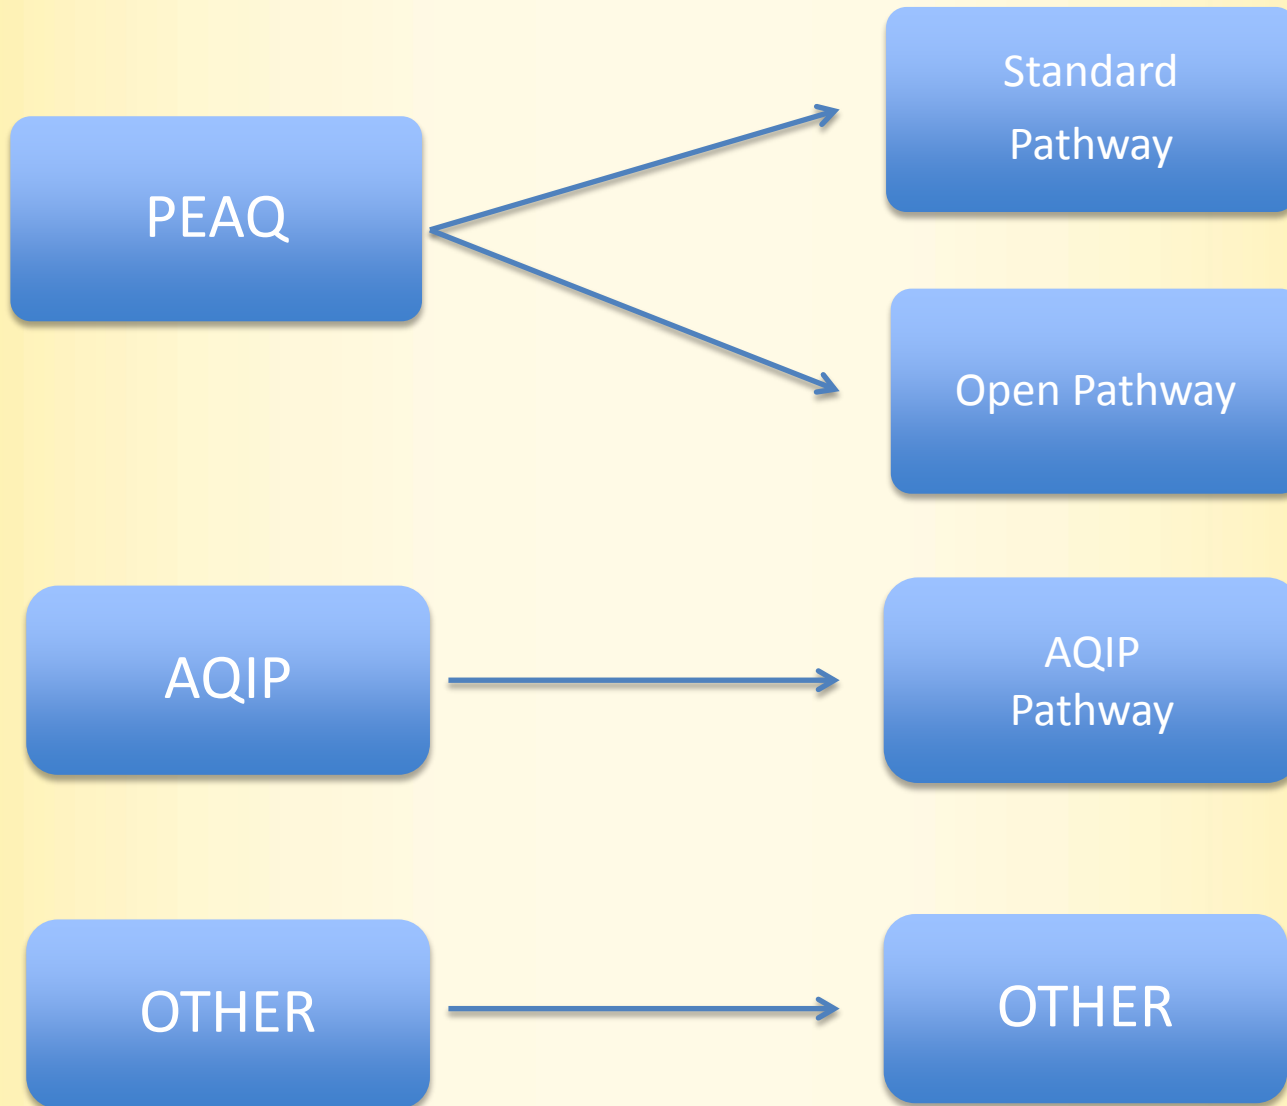 PEAQ
Standard
Pathway
Open Pathway
AQIP
AQIP
Pathway
OTHER
OTHER